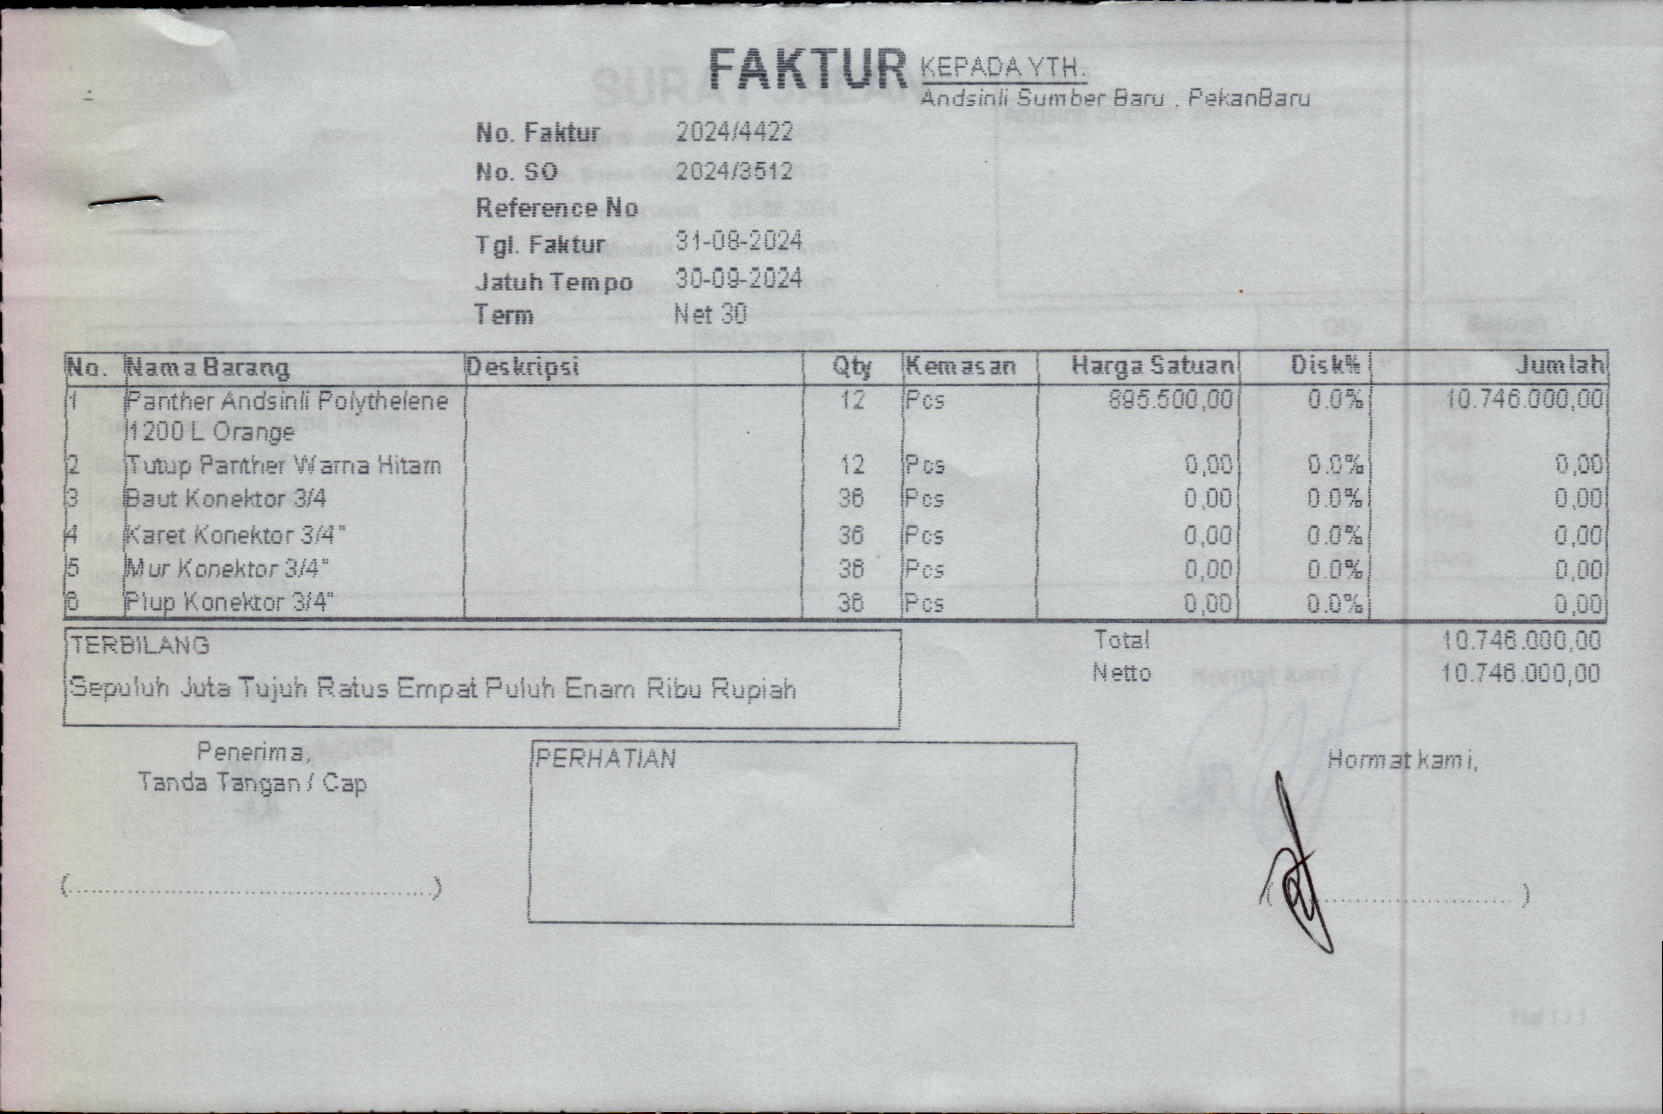 FAKTUR
KEPADA YTH.
Andsinli Sumber Baru . PekanBaru
No. Faktur 2024/4422
No. SO 2024/3512
Reference No
Tgl. Faktur 31-08-2024
Jatuh Tempo 30-09-2024
Term Net 30
No. Nama Barang Deskripsi Qty Kemasan Harga Satuan Disk% Jumlah
1 Panther Andsinli Polythelene 12 Pcs 895.500,00 0.0% 10.746.000,00
1200 L Orange
2 Tutup Panther Warna Hitam 12 Pcs 0,00 0.0% 0,00
3 Baut Konektor 3/4 36 Pcs 0,00 0.0% 0,00
4 Karet Konektor 3/4" 36 Pcs 0,00 0.0% 0,00
5 Mur Konektor 3/4" 36 Pcs 0,00 0.0% 0,00
6 Plup Konektor 3/4" 36 Pcs 0,00 0.0% 0,00
TERBILANG
Sepuluh Juta Tujuh Ratus Empat Puluh Enam Ribu Rupiah
Total 10.746.000,00
Netto 10.746.000,00
Penerima,
Tanda Tangan / Cap
PERHATIAN
Hormat kami,